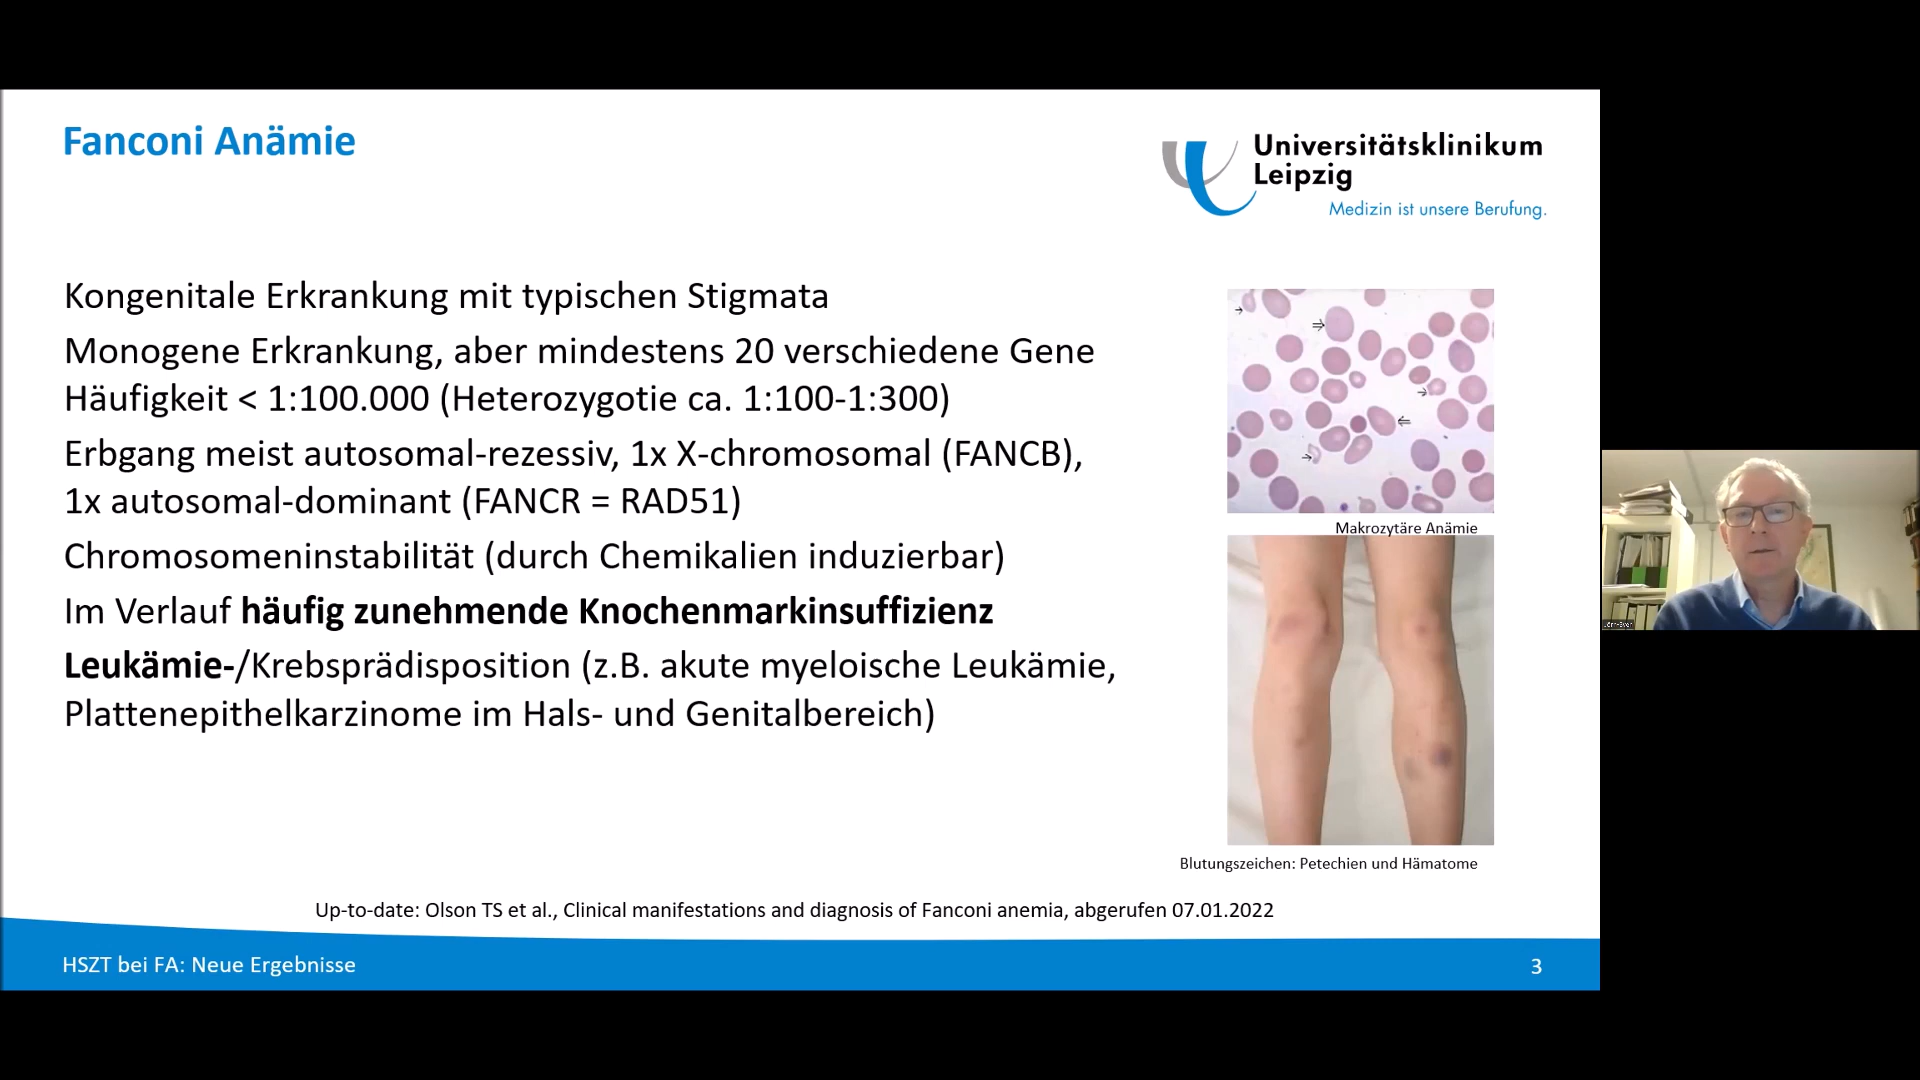 Fanconi Anämie
Universitätsklinikum
Leipzig
Medizin ist unsere Berufung.
Kongenitale Erkrankung mit typischen Stigmata
Monogene Erkrankung, aber mindestens 20 verschiedene Gene
Häufigkeit < 1:100.000 (Heterozygotie ca. 1:100-1:300)
Erbgang meist autosomal-rezessiv, 1x X-chromosomal (FANCB),
1x autosomal-dominant (FANCR = RAD51)
Chromosomeninstabilität (durch Chemikalien induzierbar)
Im Verlauf häufig zunehmende Knochenmarkinsuffizienz
Leukämie-/Krebsprädisposition (z.B. akute myeloische Leukämie,
Plattenepithelkarzinome im Hals- und Genitalbereich)
Makrozytäre Anämie
Blutungszeichen: Petechien und Hämatome
Up-to-date: Olson TS et al., Clinical manifestations and diagnosis of Fanconi anemia, abgerufen 07.01.2022
HSZT bei FA: Neue Ergebnisse
3